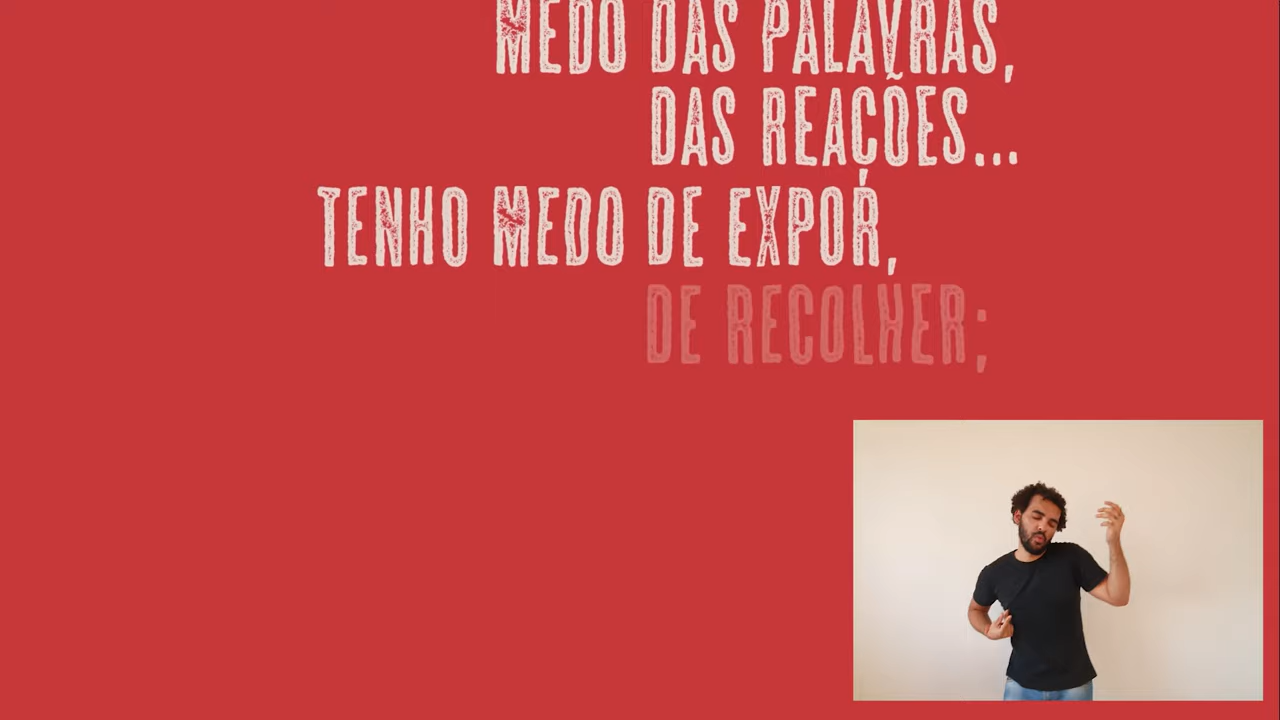 MEDO DAS PALAVRAS,
DAS REAÇÕES...
TENHO MEDO DE EXPOR,
DE RECOLHER;